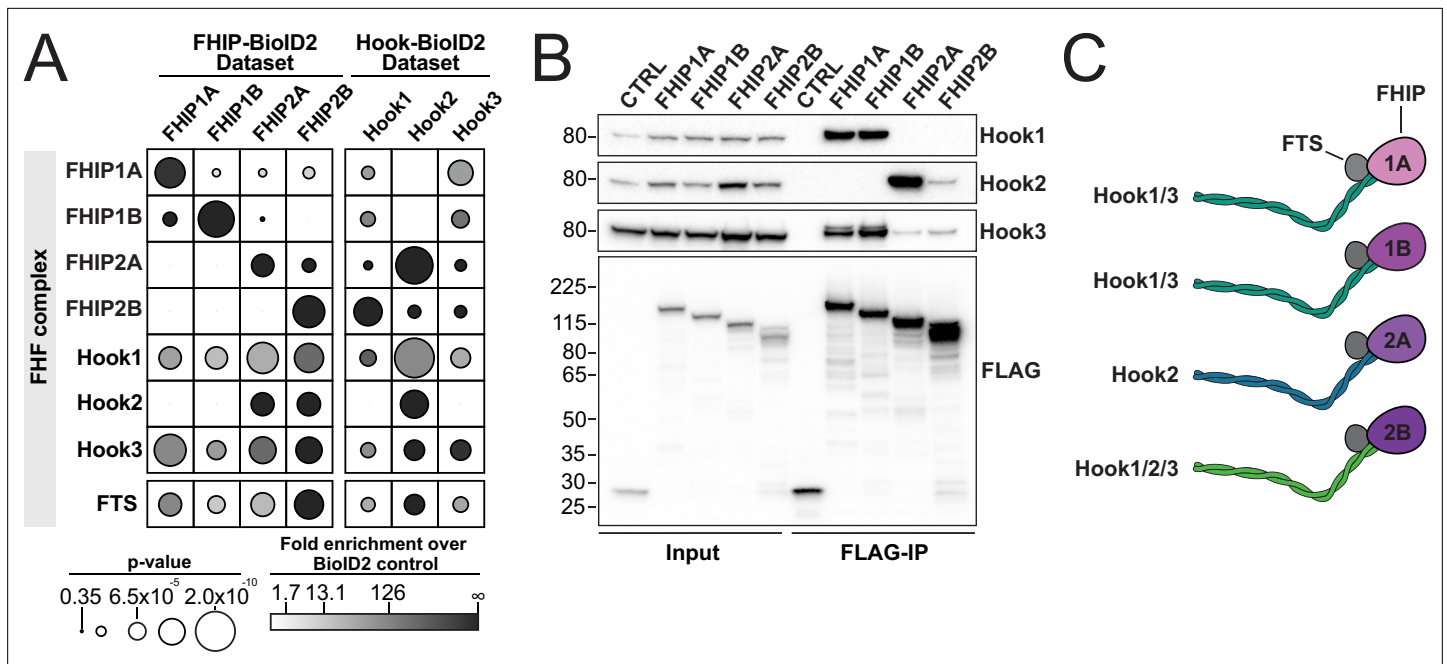 A
FHIP-BioID2
Dataset
Hook-BioID2
Dataset
FHIP1A
FHIP1B
FHIP2A
FHIP2B
Hook1
Hook2
Hook3
FHF complex
FHIP1A
FHIP1B
FHIP2A
FHIP2B
Hook1
Hook2
Hook3
FTS
p-value
0.35 6.5x10-5 2.0x10-10
Fold enrichment over
BioID2 control
1.7 13.1 126 ∞
B
CTRL
FHIP1A
FHIP1B
FHIP2A
FHIP2B
CTRL
FHIP1A
FHIP1B
FHIP2A
FHIP2B
80- Hook1
80- Hook2
80- Hook3
225-
115-
80-
65-
FLAG
50-
35-
30-
25-
Input FLAG-IP
C
FHIP
FTS
1A
Hook1/3
1B
Hook1/3
2A
Hook2
2B
Hook1/2/3